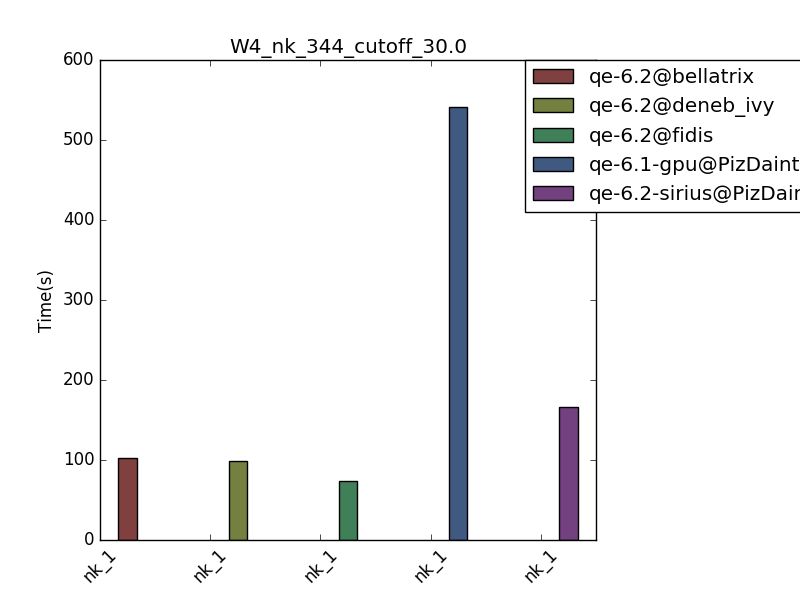 W4_nk_344_cutoff_30.0
600
500
400
300
200
100
0
Time(s)
nk_1
nk_1
nk_1
nk_1
nk_1
qe-6.2@bellatrix
qe-6.2@deneb_ivy
qe-6.2@fidis
qe-6.1-gpu@PizDaint
qe-6.2-sirius@PizDai